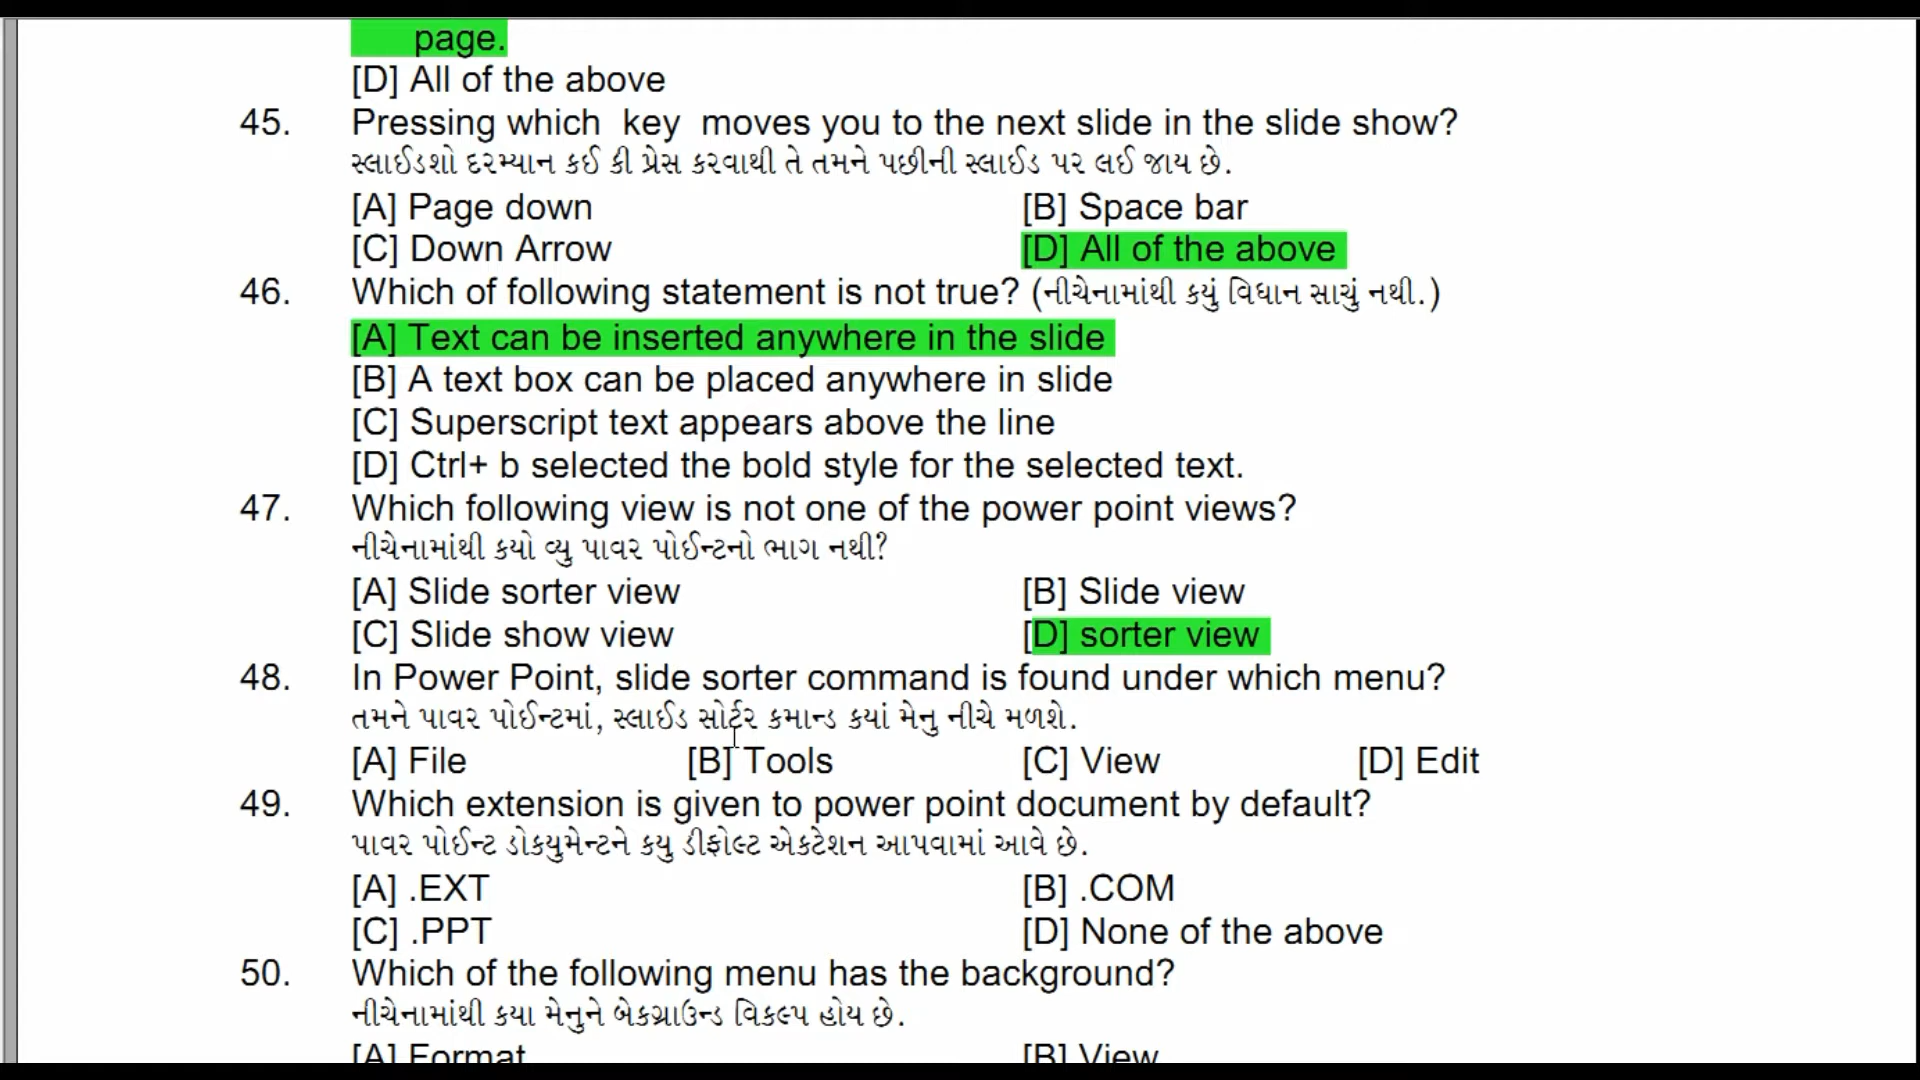 page.
[D] All of the above
45. Pressing which key moves you to the next slide in the slide show?
સ્લાઈડશો દરમ્યાન કઈ કી પ્રેસ કરવાથી તે તમને પછીની સ્લાઈડ પર લઈ જાય છે.
[A] Page down [B] Space bar
[C] Down Arrow [D] All of the above
46. Which of following statement is not true? (નીચેનામાંથી કયું વિધાન સાચું નથી.)
[A] Text can be inserted anywhere in the slide
[B] A text box can be placed anywhere in slide
[C] Superscript text appears above the line
[D] Ctrl+ b selected the bold style for the selected text.
47. Which following view is not one of the power point views?
નીચેનામાંથી કયો વ્યુ પાવર પોઈન્ટનો ભાગ નથી?
[A] Slide sorter view [B] Slide view
[C] Slide show view [D] sorter view
48. In Power Point, slide sorter command is found under which menu?
તમને પાવર પોઈન્ટમાં, સ્લાઈડ સોર્ટર કમાન્ડ કયાં મેનુ નીચે મળશે.
[A] File [B] Tools [C] View [D] Edit
49. Which extension is given to power point document by default?
પાવર પોઈન્ટ ડોકયુમેન્ટને કયુ ડીફોલ્ટ એકટેશન આપવામાં આવે છે.
[A] .EXT [B] .COM
[C] .PPT [D] None of the above
50. Which of the following menu has the background?
નીચેનામાંથી કયા મેનુને બેકગ્રાઉન્ડ વિકલ્પ હોય છે.
[A] Format [B] View